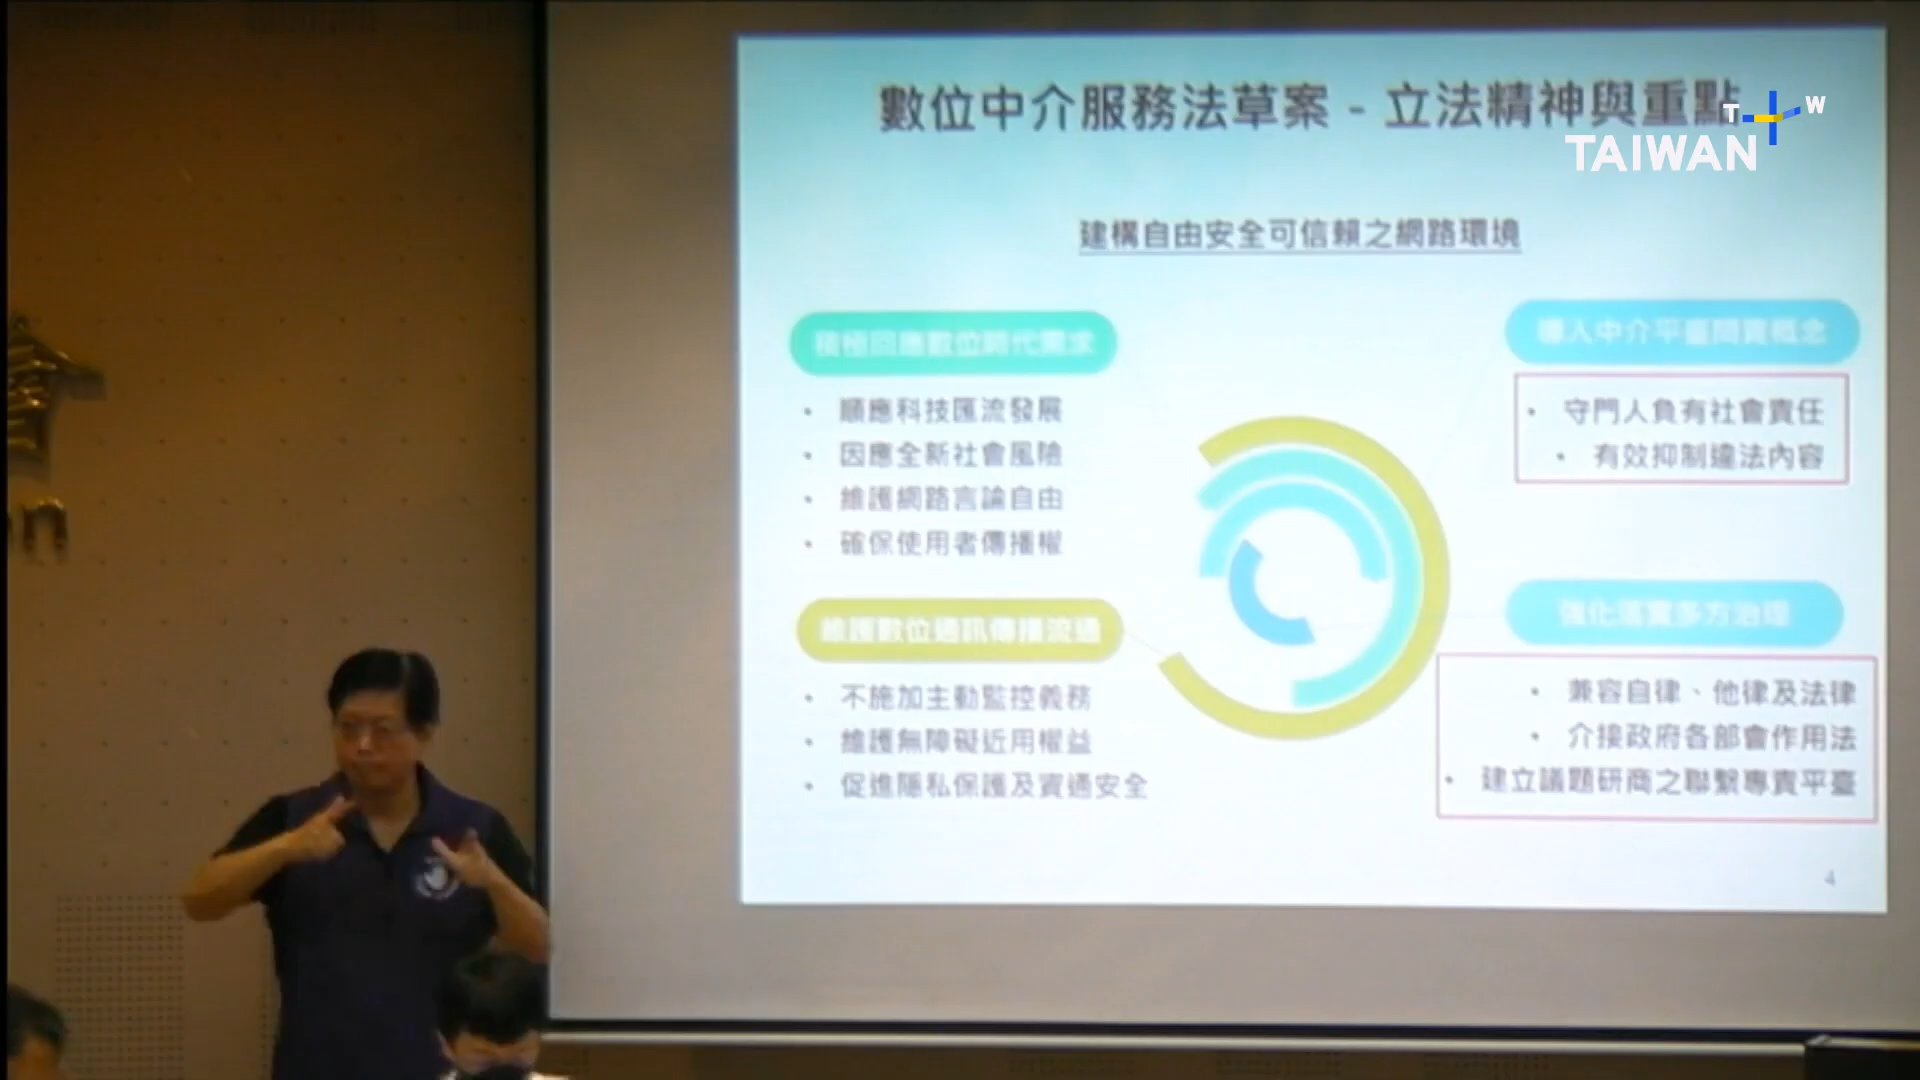 數位中介服務法草案 - 立法精神與重點
T W
TAIWAN
建構自由安全可信賴之網路環境
積極回應數位時代需求
• 順應科技匯流發展
• 因應全新社會風險
• 維護網路言論自由
• 確保使用者傳播權
維護數位通訊傳播流通
• 不施加主動監控義務
• 維護無障礙近用權益
• 促進隱私保護及資通安全
導入中介平臺問責概念
• 守門人負有社會責任
• 有效抑制違法內容
強化落實多方治理
• 兼容自律、他律及法律
• 介接政府各部會作用法
• 建立議題研商之聯繫專責平臺
4
會
n